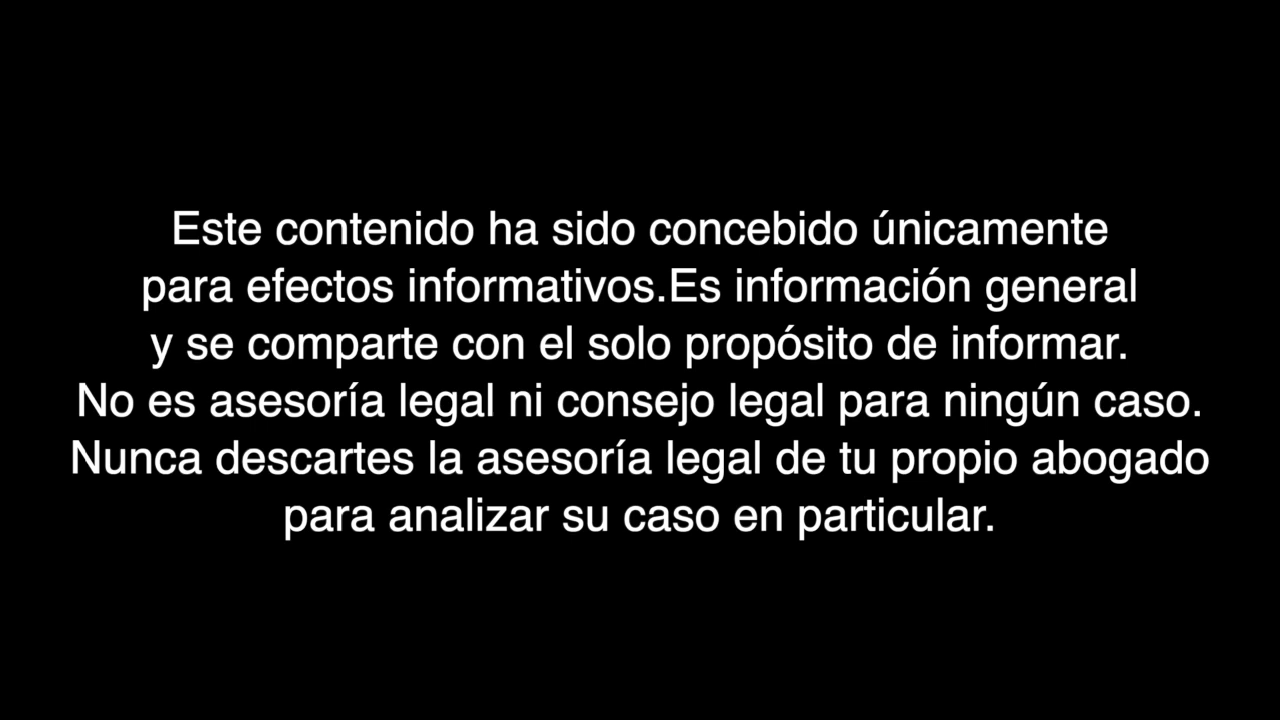 Este contenido ha sido concebido únicamente
para efectos informativos.Es información general
y se comparte con el solo propósito de informar.
No es asesoría legal ni consejo legal para ningún caso.
Nunca descartes la asesoría legal de tu propio abogado
para analizar su caso en particular.